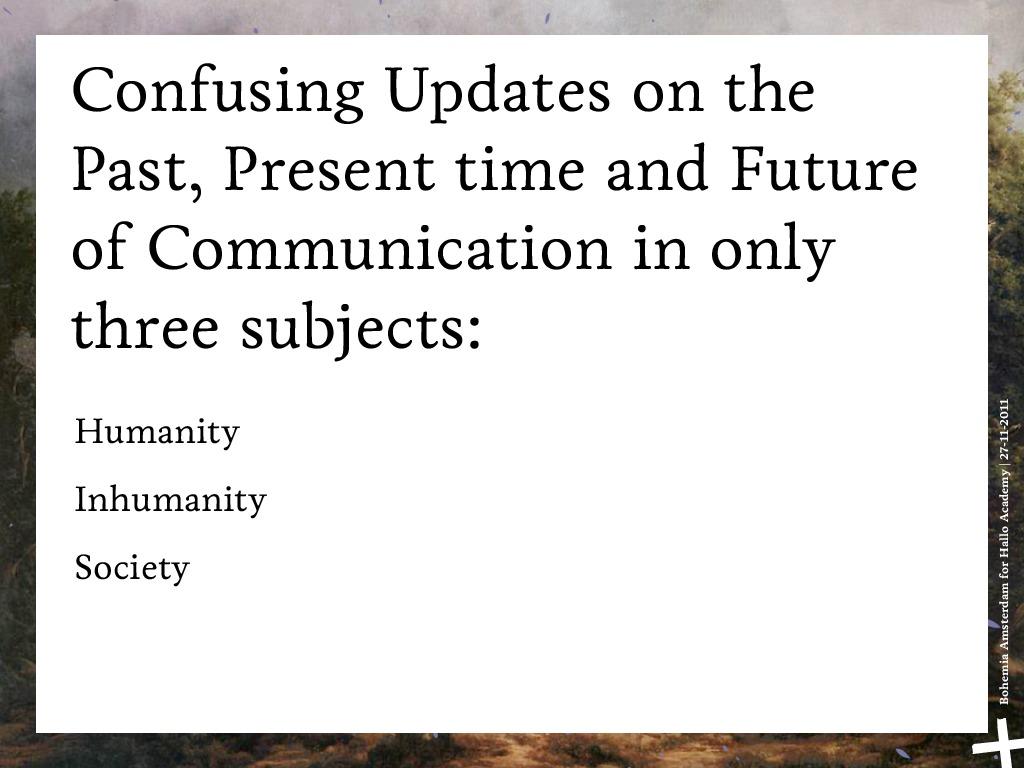 Confusing Updates on the
Past, Present time and Future
of Communication in only
three subjects:
Humanity
Inhumanity
Society
Bohemia Amsterdam for Hallo Academy | 27-11-2011